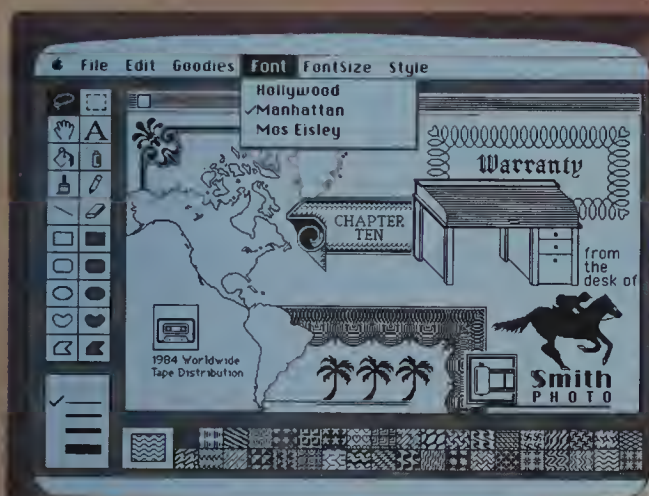 File Edit Goodies Font FontSize Style
Hollywood
✓Manhattan
Mos Eisley
A
Warranty
CHAPTER
TEN
from
the
desk of
1984 Worldwide
Tape Distribution
Smith
PHOTO